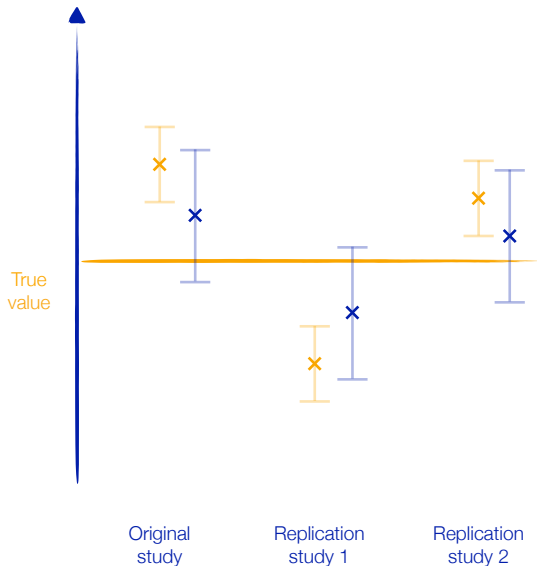 True
value
Original
study
Replication
study 1
Replication
study 2